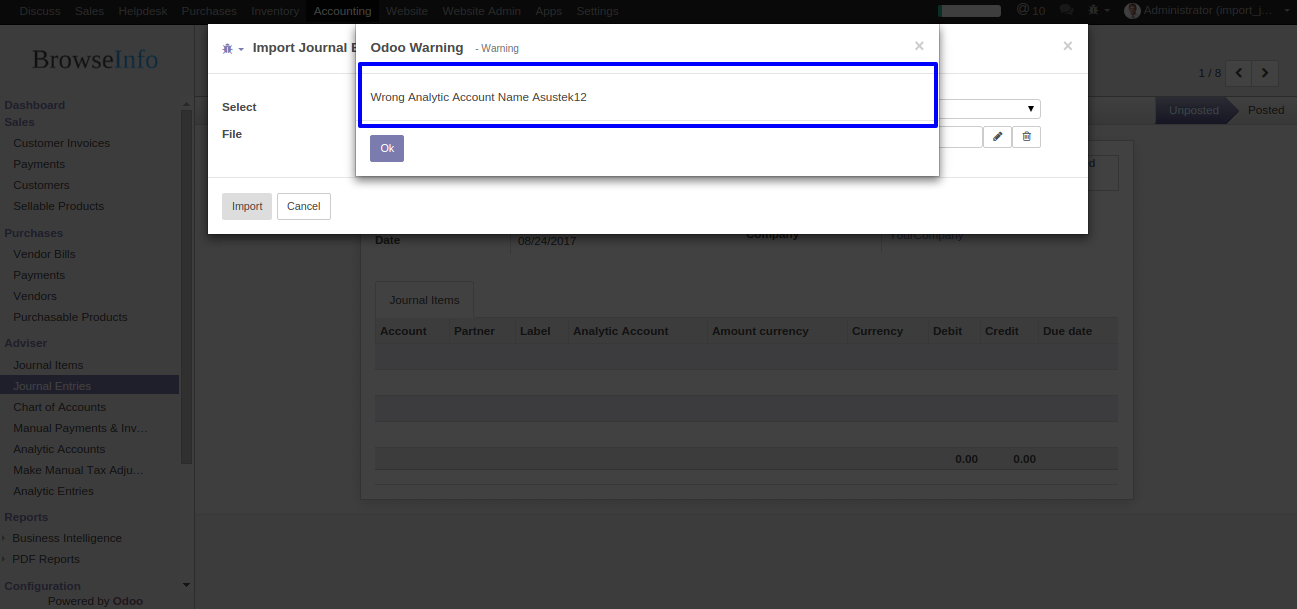 Discuss Sales Helpdesk Purchases Inventory Accounting Website Website Admin Apps Settings @ 10 Administrator (import_j...
BrowseInfo
Import Journal E
Odoo Warning - Warning ×
×
1 / 8
Wrong Analytic Account Name Asustek12
Select
File
Ok
Import Cancel
Unposted Posted
d
Date 08/24/2017 Company YourCompany
Dashboard
Sales
Customer Invoices
Payments
Customers
Sellable Products
Purchases
Vendor Bills
Payments
Vendors
Purchasable Products
Adviser
Journal Items
Journal Entries
Chart of Accounts
Manual Payments & Inv...
Analytic Accounts
Make Manual Tax Adju...
Analytic Entries
Reports
Business Intelligence
PDF Reports
Configuration
Powered by Odoo
Journal Items
Account Partner Label Analytic Account Amount currency Currency Debit Credit Due date
0.00 0.00